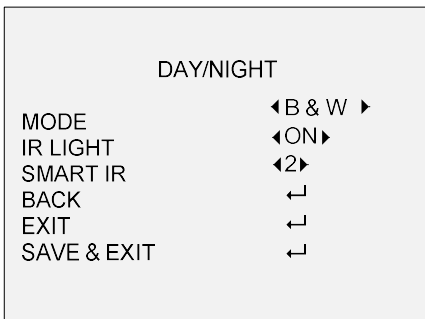 DAY/NIGHT
MODE ◂B & W ▸
IR LIGHT ◂ON▸
SMART IR ◂2▸
BACK ↵
EXIT ↵
SAVE & EXIT ↵